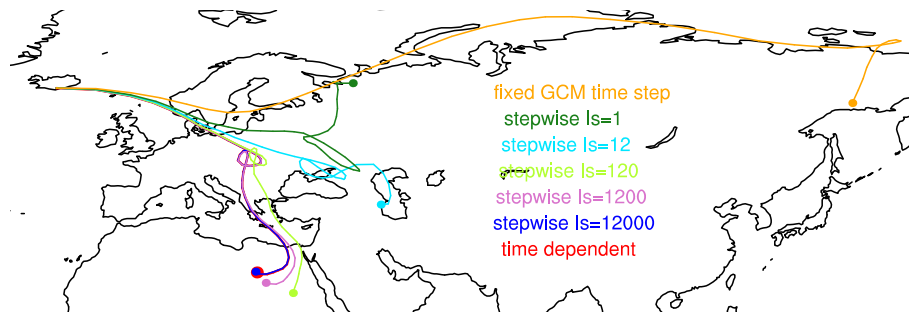 fixed GCM time step
stepwise ls=1
stepwise ls=12
stepwise ls=120
stepwise ls=1200
stepwise ls=12000
time dependent